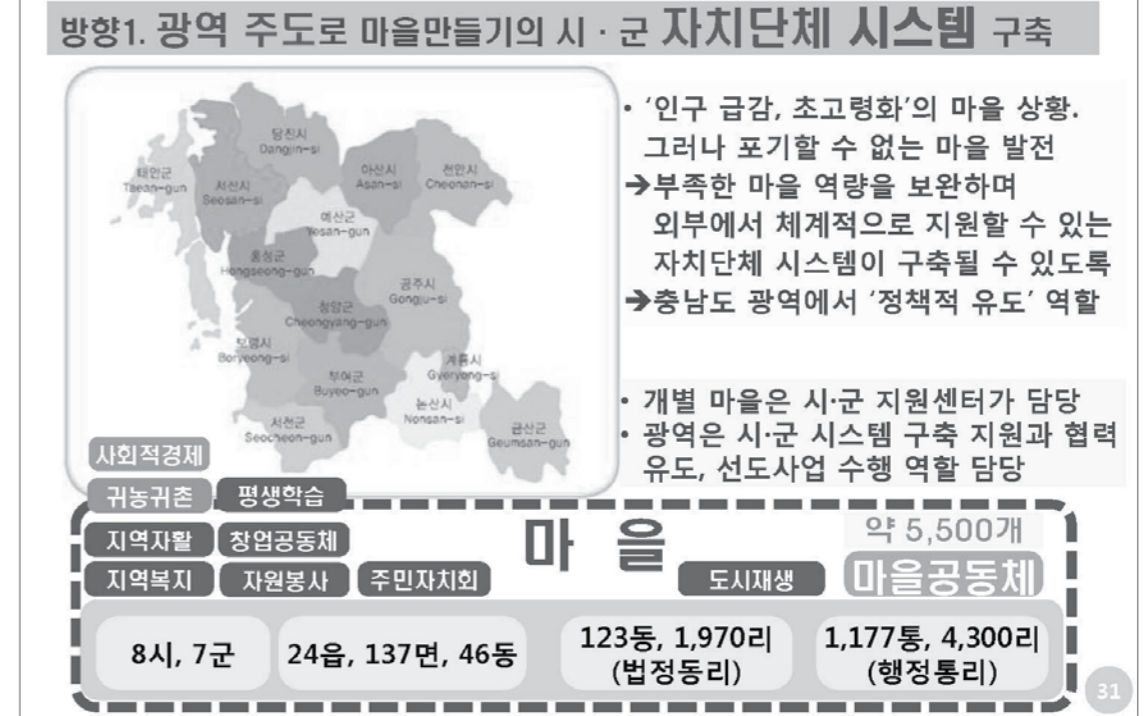 방향1. 광역 주도로 마을만들기의 시·군 자치단체 시스템 구축
당진시
Dangjin-si
태안군
Taean-gun
서산시
Seosan-si
아산시
Asan-si
천안시
Cheonan-si
예산군
Yesan-gun
홍성군
Hongseong-gun
공주시
Gongju-si
청양군
Cheongyang-gun
보령시
Boryeong-si
계룡시
Gyeryong-si
부여군
Buyeo-gun
논산시
Nonsan-si
서천군
Seocheon-gun
금산군
Geumsan-gun
• '인구 급감, 초고령화'의 마을 상황.
그러나 포기할 수 없는 마을 발전
➔부족한 마을 역량을 보완하며
외부에서 체계적으로 지원할 수 있는
자치단체 시스템이 구축될 수 있도록
➔충남도 광역에서 '정책적 유도' 역할
• 개별 마을은 시·군 지원센터가 담당
• 광역은 시·군 시스템 구축 지원과 협력
유도, 선도사업 수행 역할 담당
사회적경제
귀농귀촌 평생학습
지역자활 창업공동체
지역복지 자원봉사 주민자치회
마 을
도시재생
약 5,500개
마을공동체
8시, 7군
24읍, 137면, 46동
123동, 1,970리
(법정동리)
1,177통, 4,300리
(행정통리)
31